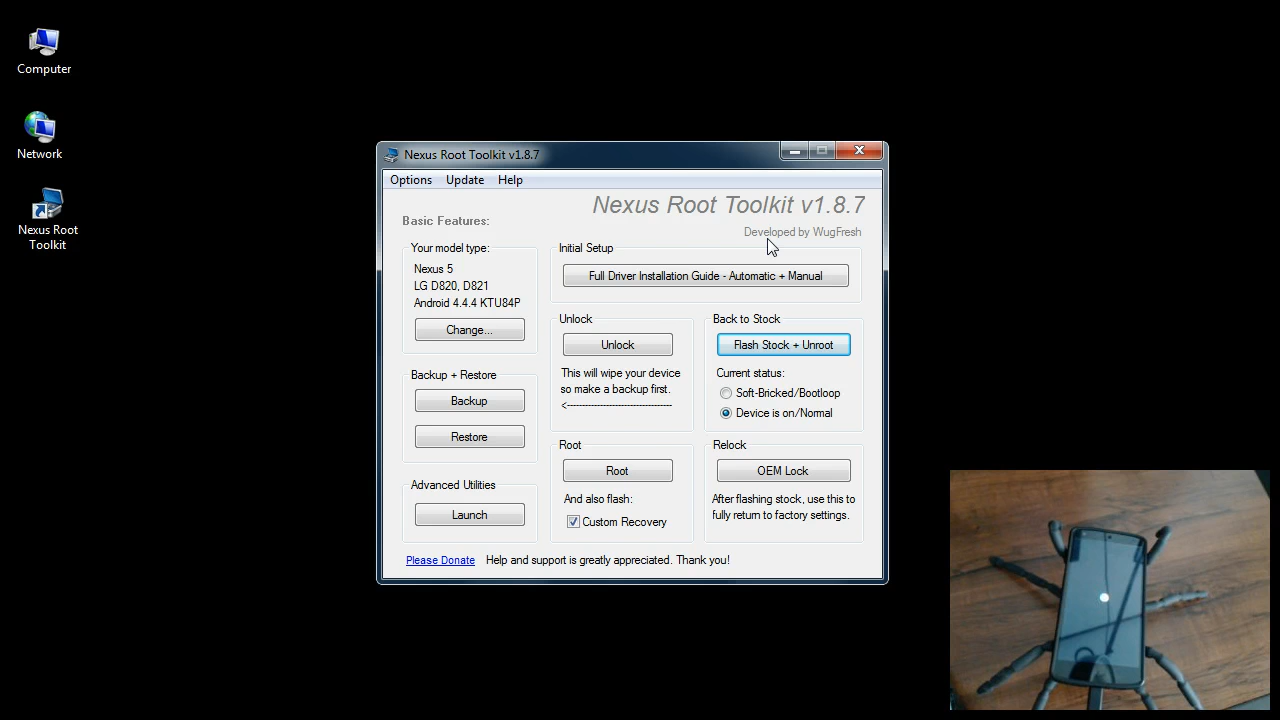 Computer
Network
Nexus Root
Toolkit
Nexus Root Toolkit v1.8.7
Options Update Help
Nexus Root Toolkit v1.8.7
Developed by WugFresh
Basic Features:
Your model type:
Nexus 5
LG D820, D821
Android 4.4.4 KTU84P
Change...
Initial Setup
Full Driver Installation Guide - Automatic + Manual
Unlock
Unlock
This will wipe your device
so make a backup first.
<-----------------------------------
Back to Stock
Flash Stock + Unroot
Current status:
Soft-Bricked/Bootloop
Device is on/Normal
Backup + Restore
Backup
Restore
Root
Root
And also flash:
Custom Recovery
Relock
OEM Lock
After flashing stock, use this to
fully return to factory settings.
Advanced Utilities
Launch
Please Donate Help and support is greatly appreciated. Thank you!